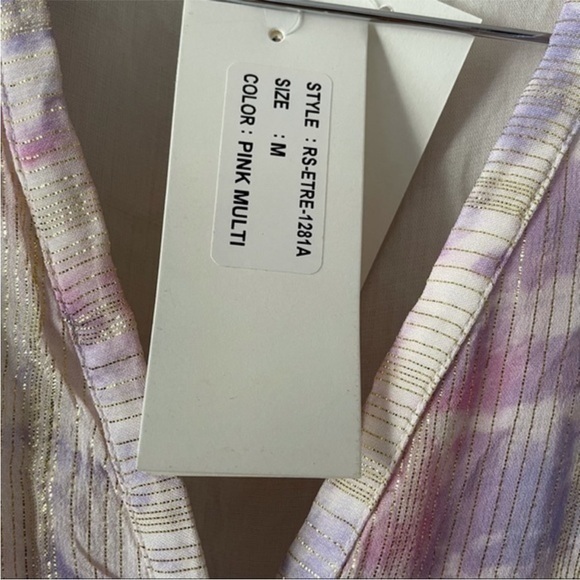 STYLE : RS-ETRE-1281A
SIZE : M
COLOR : PINK MULTI